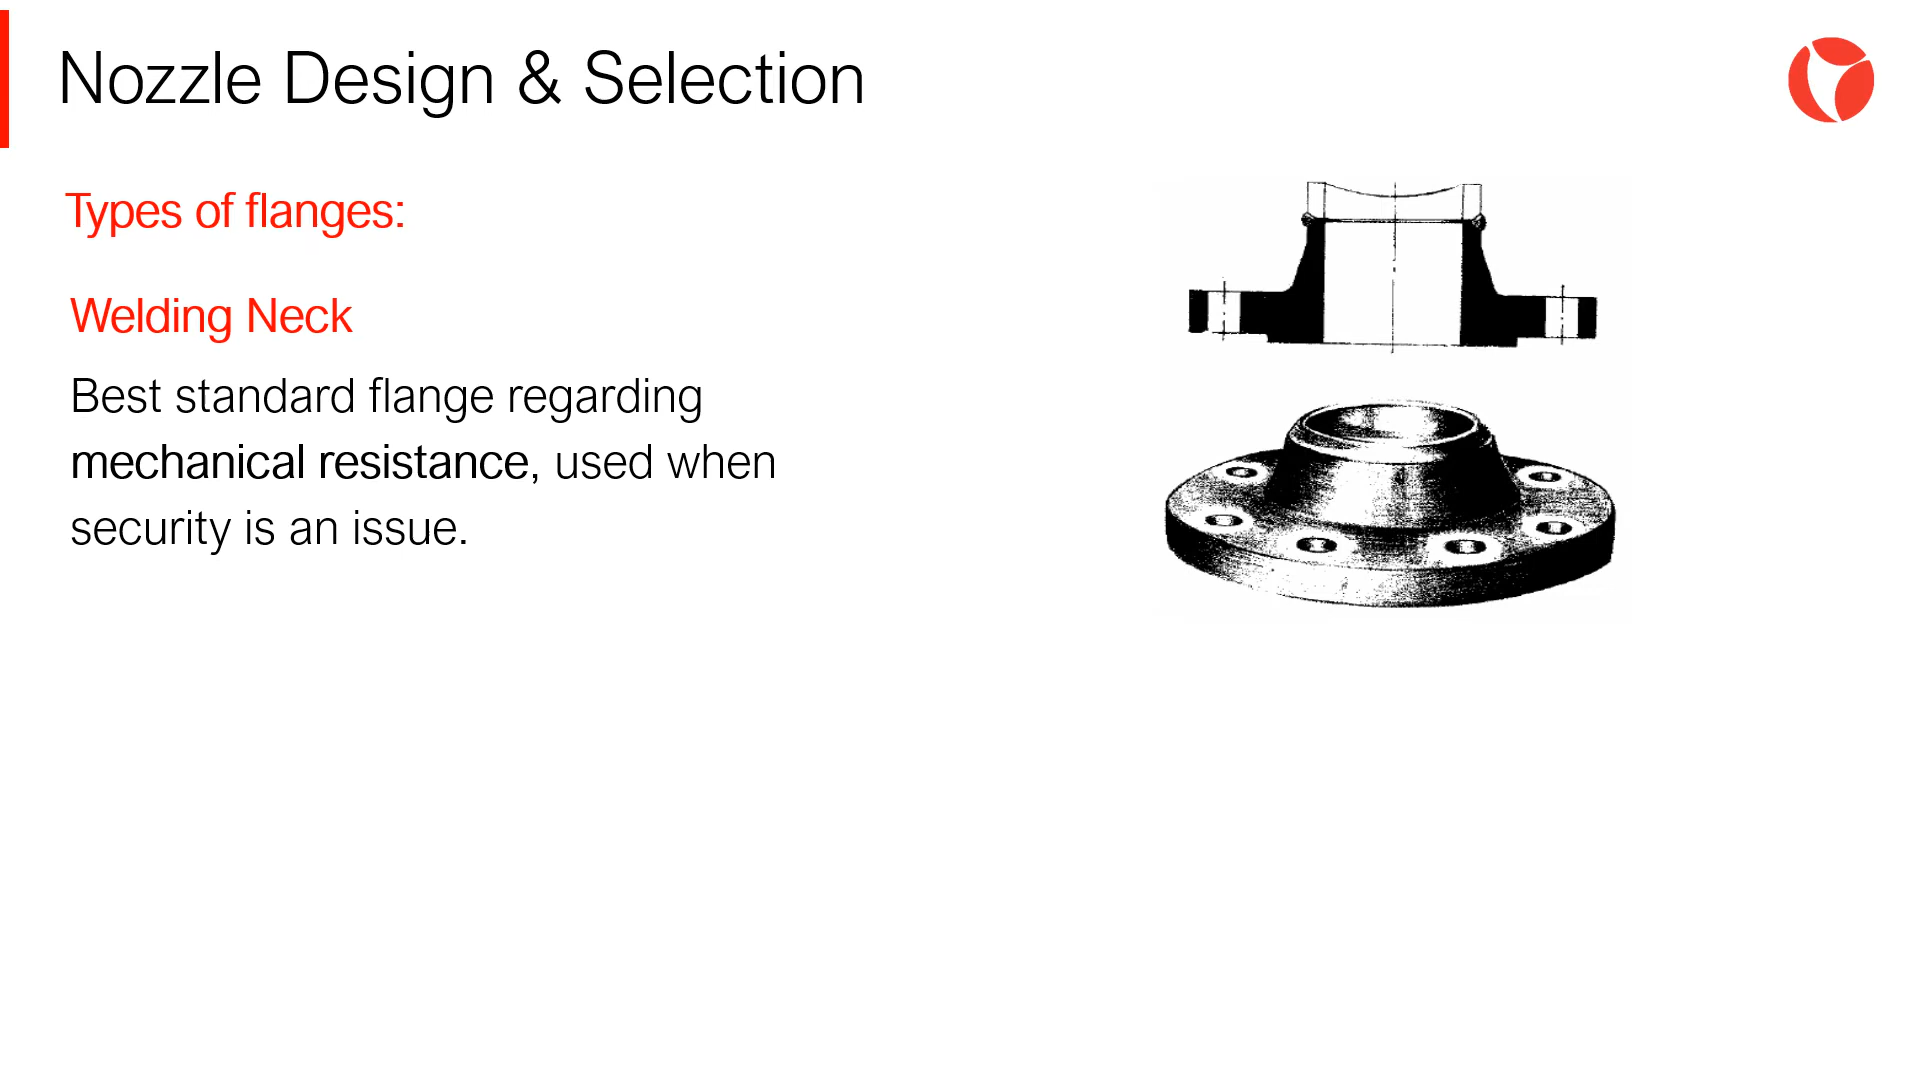 Nozzle Design & Selection
Types of flanges:
Welding Neck
Best standard flange regarding
mechanical resistance, used when
security is an issue.